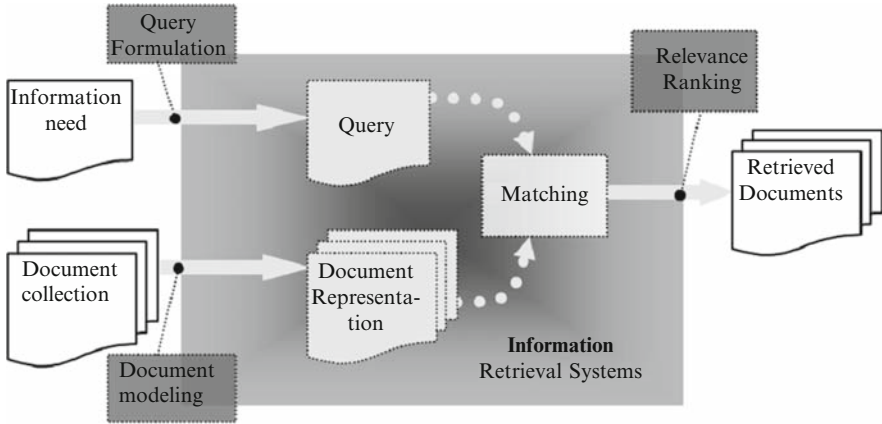 Query
Formulation
Information
need
Query
Relevance
Ranking
Matching
Retrieved
Documents
Document
collection
Document
Representa-
tion
Information
Retrieval Systems
Document
modeling